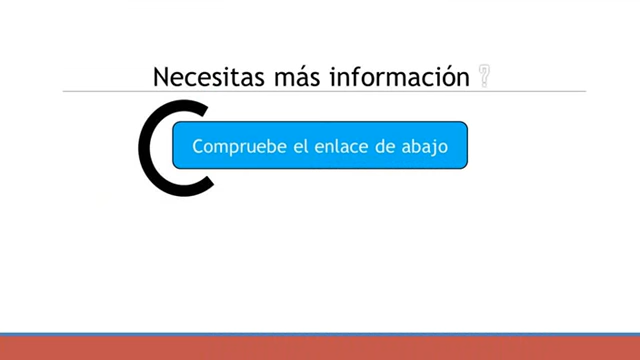 Necesitas más información ?
Compruebe el enlace de abajo